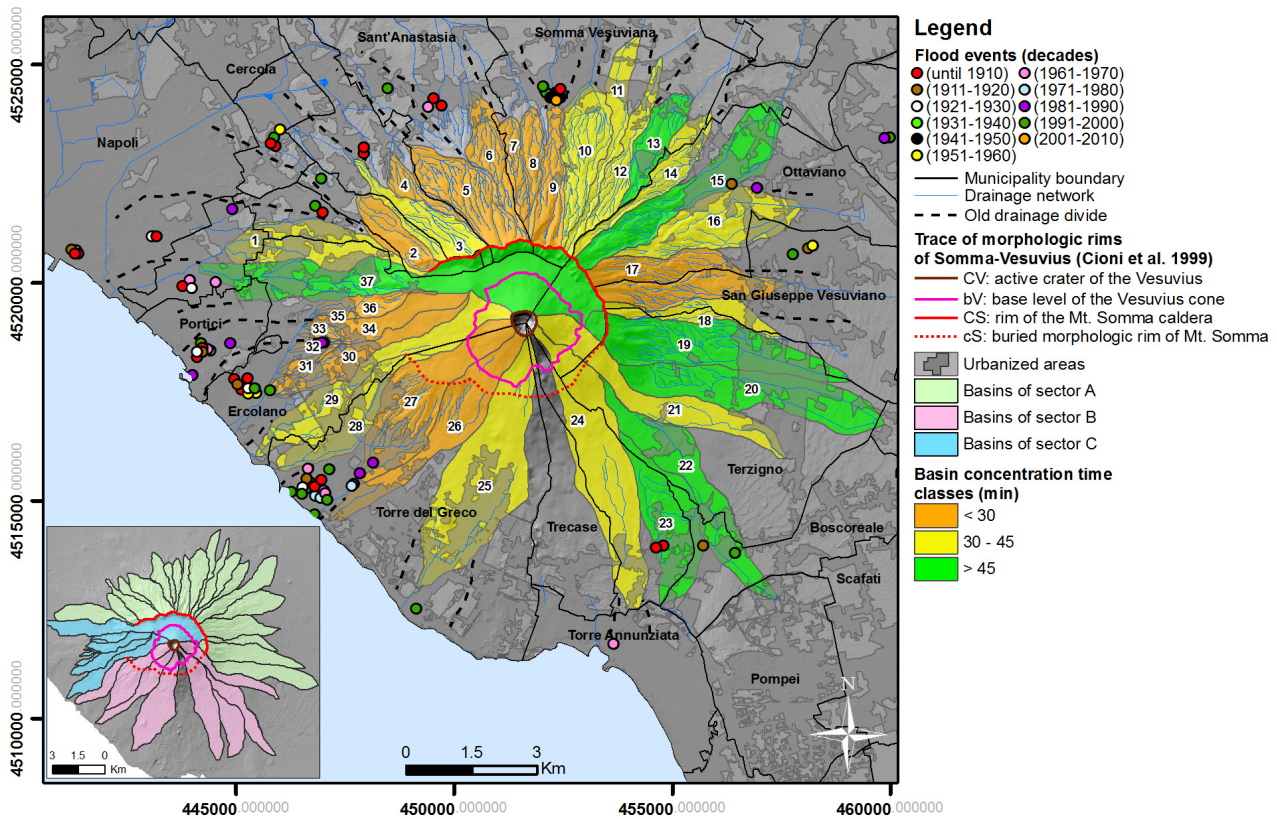 Legend
Flood events (decades)
(until 1910) (1961-1970)
(1911-1920) (1971-1980)
(1921-1930) (1981-1990)
(1931-1940) (1991-2000)
(1941-1950) (2001-2010)
(1951-1960)
Municipality boundary
Drainage network
Old drainage divide
Trace of morphologic rims
of Somma-Vesuvius (Cioni et al. 1999)
CV: active crater of the Vesuvius
bV: base level of the Vesuvius cone
CS: rim of the Mt. Somma caldera
cS: buried morphologic rim of Mt. Somma
Urbanized areas
Basins of sector A
Basins of sector B
Basins of sector C
Basin concentration time
classes (min)
< 30
30 - 45
> 45
Sant'Anastasia
Somma Vesuviana
Cercola
Napoli
Ottaviano
San Giuseppe Vesuviano
Portici
Ercolano
Terzigno
Torre del Greco
Trecase
Boscoreale
Scafati
Torre Annunziata
Pompei
1
2
3
4
5
6
7
8
9
10
11
12
13
14
15
16
17
18
19
20
21
22
23
24
25
26
27
28
29
30
31
32
33
34
35
36
37
N
3 1.5 0
Km
0 1.5 3
Km
4525000.000000
4520000.000000
4515000.000000
4510000.000000
445000.000000
450000.000000
455000.000000
460000.000000